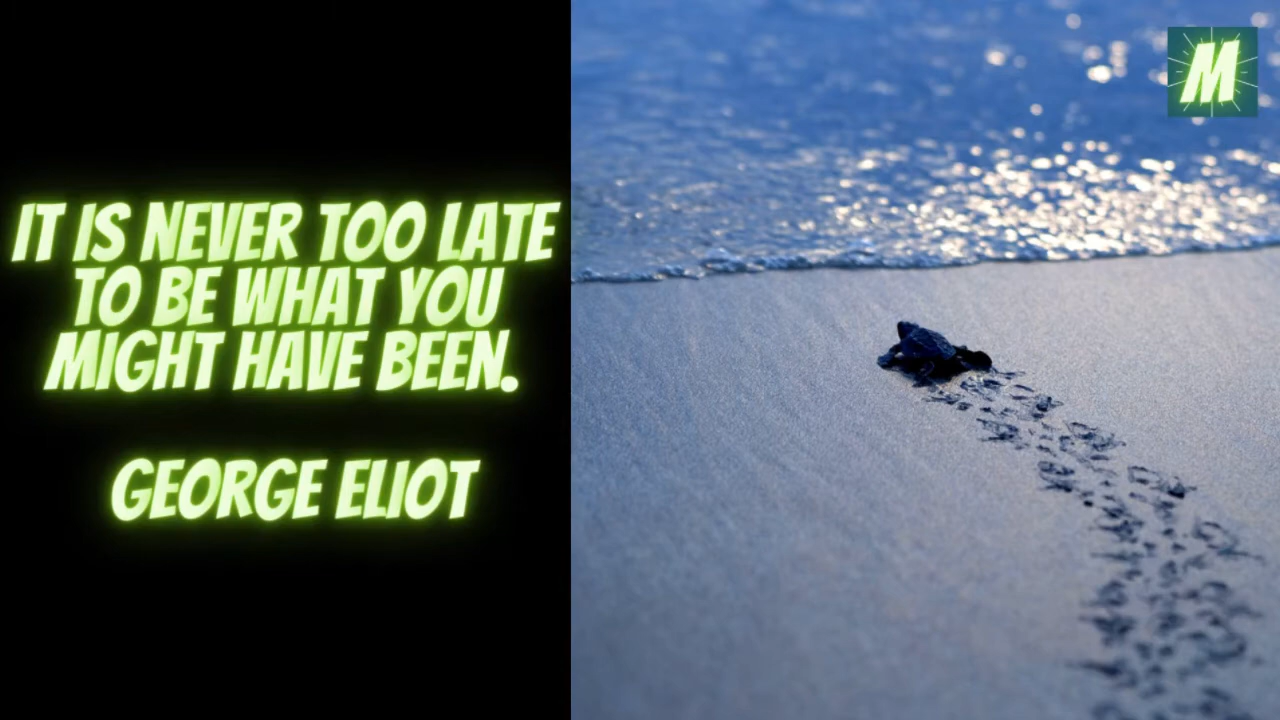 IT IS NEVER TOO LATE
TO BE WHAT YOU
MIGHT HAVE BEEN.
GEORGE ELIOT
M